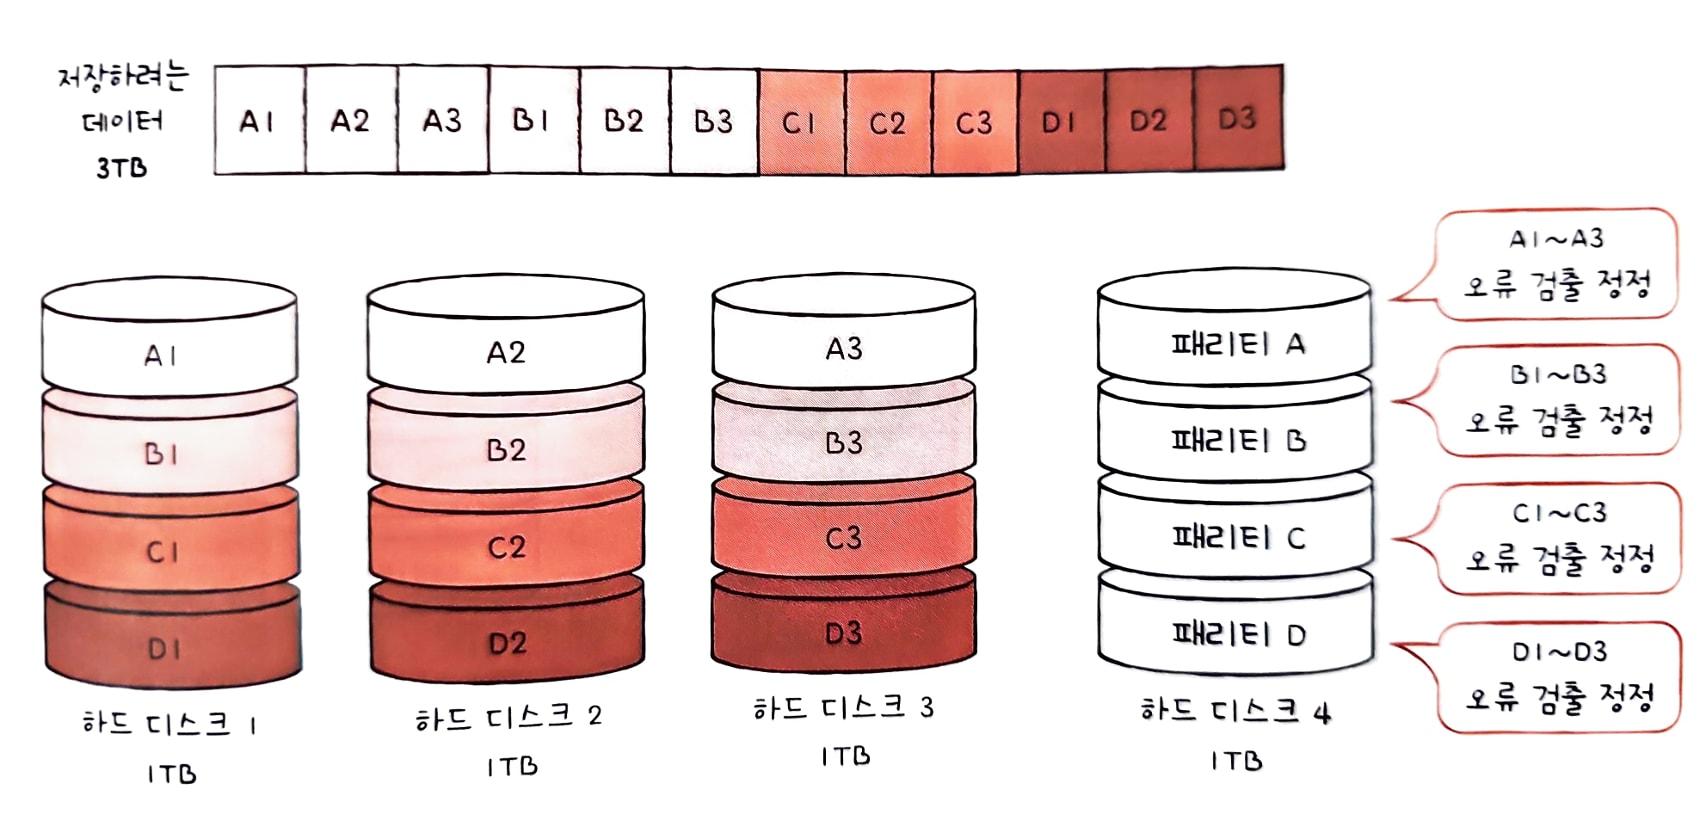 저장하려는
데이터
3TB
A1 A2 A3 B1 B2 B3 C1 C2 C3 D1 D2 D3
A1
B1
C1
D1
하드 디스크 1
1TB
A2
B2
C2
D2
하드 디스크 2
1TB
A3
B3
C3
D3
하드 디스크 3
1TB
패리티 A
패리티 B
패리티 C
패리티 D
하드 디스크 4
1TB
A1~A3
오류 검출 정정
B1~B3
오류 검출 정정
C1~C3
오류 검출 정정
D1~D3
오류 검출 정정